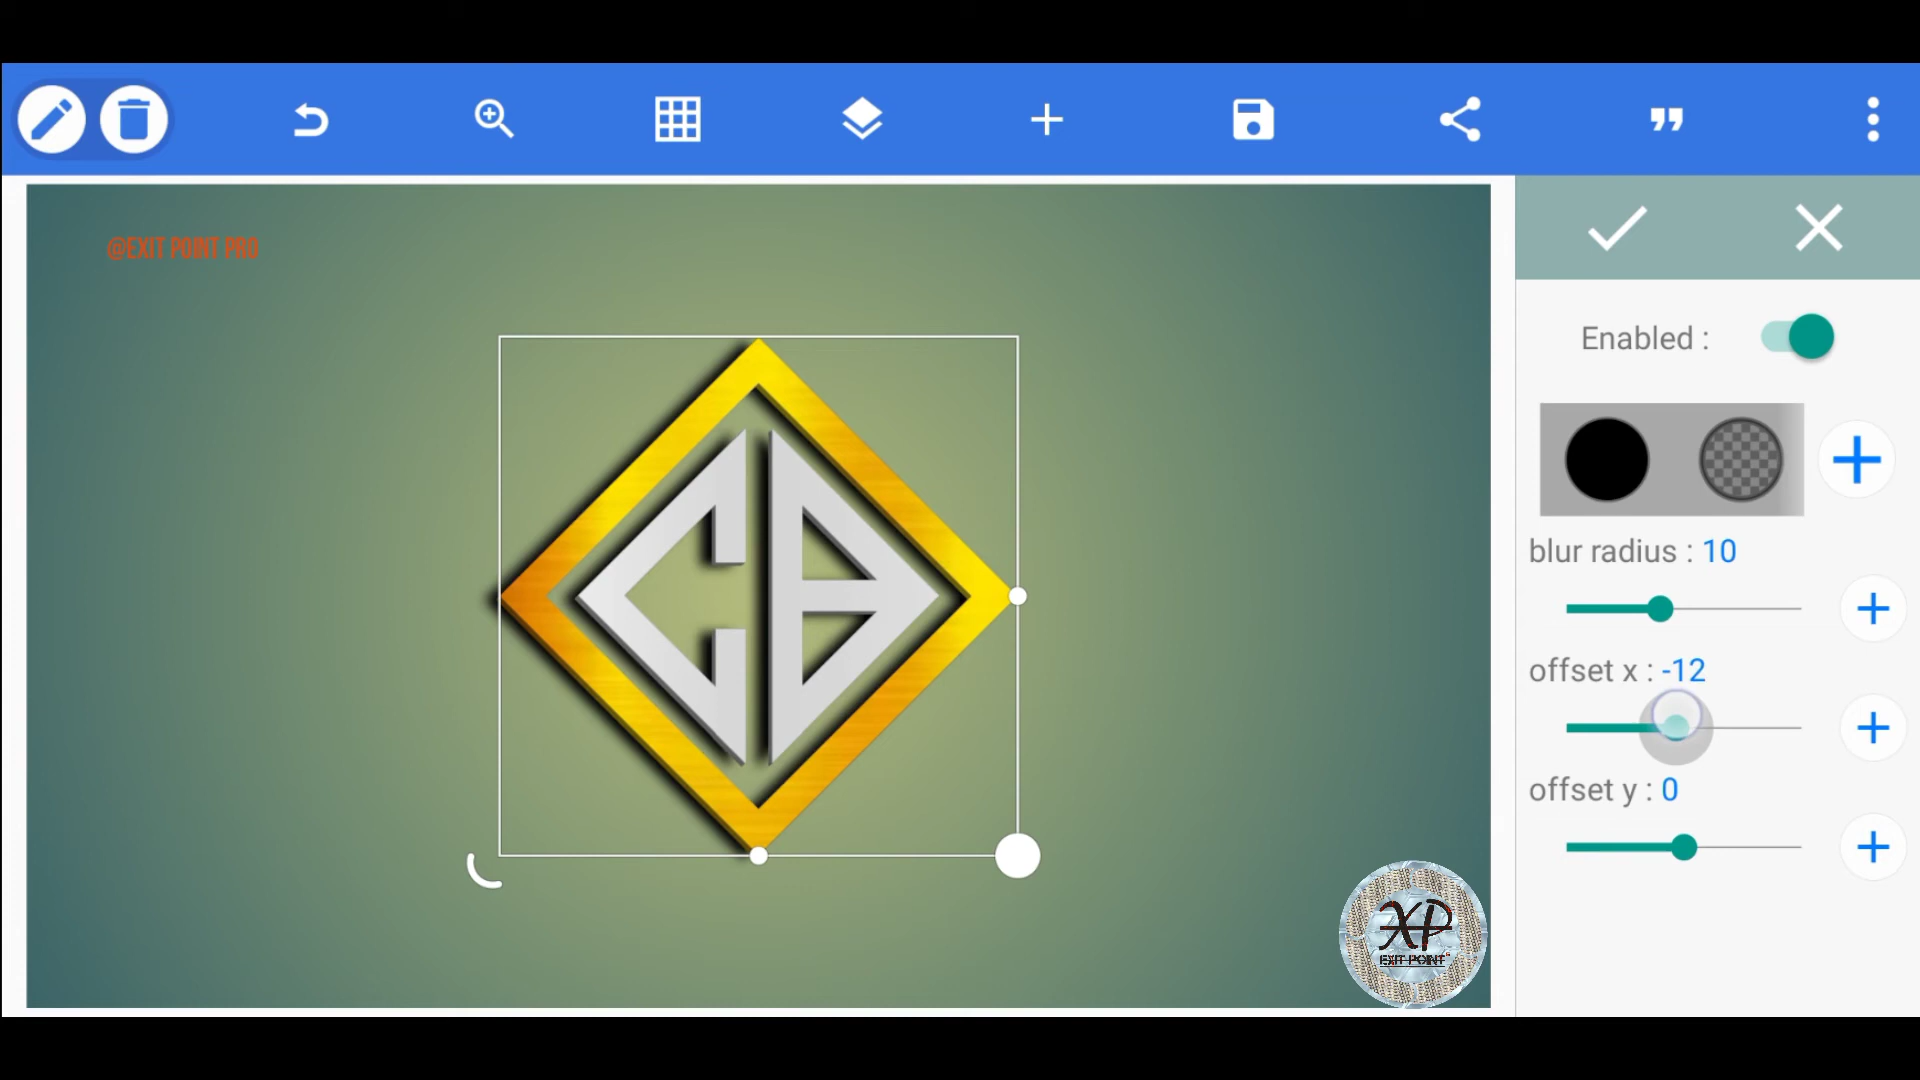 @EXIT POINT PRO
Enabled :
blur radius : 10
offset x : -12
offset y : 0
CB
XP
EXIT POINT